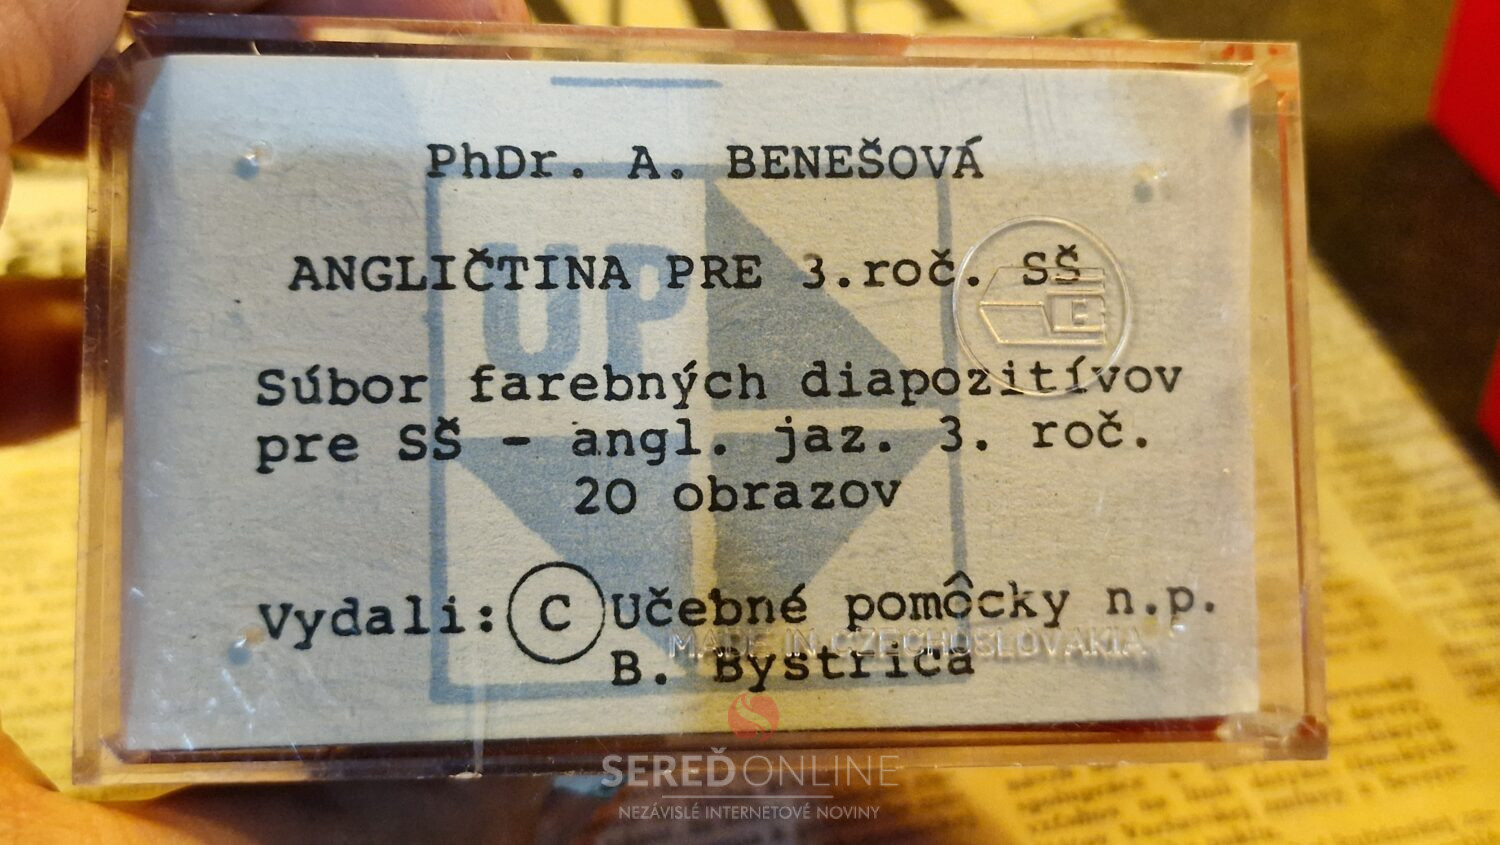 PhDr. A. BENEŠOVÁ
ANGLIČTINA PRE 3.roč. SŠ
UP
Súbor farebných diapozitívov
pre SŠ - angl. jaz. 3. roč.
20 obrazov
Vydali: C Učebné pomôcky n.p.
MADE IN CZECHOSLOVAKIA
B. Bystrica
SEREĎONLINE
NEZÁVISLÉ INTERNETOVÉ NOVINY